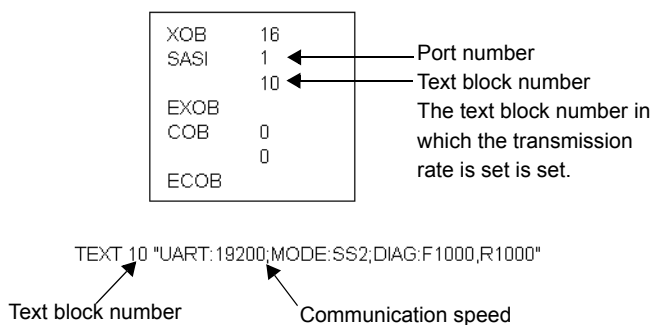 XOB 16
SASI 1
10
EXOB
COB 0
0
ECOB
Port number
Text block number
The text block number in
which the transmission
rate is set is set.
TEXT 10 "UART:19200;MODE:SS2;DIAG:F1000,R1000"
Text block number
Communication speed